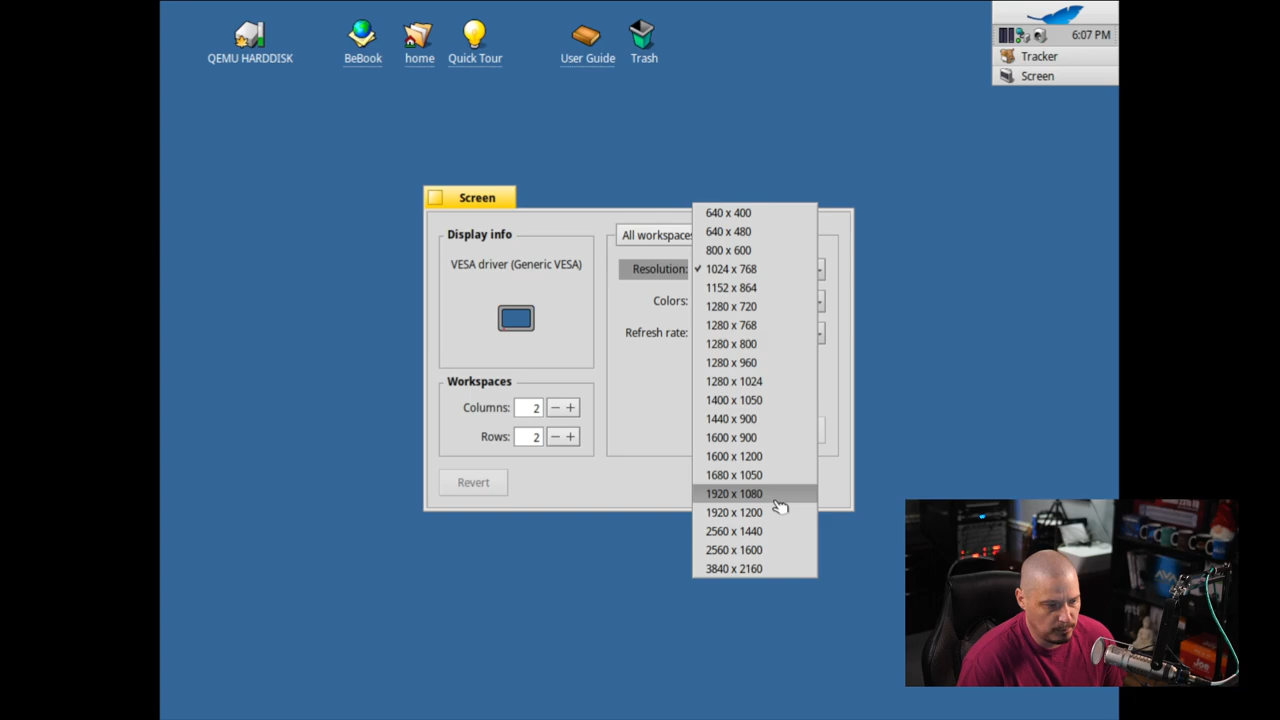 QEMU HARDDISK
BeBook
home
Quick Tour
User Guide
Trash
6:07 PM
Tracker
Screen
Screen
Display info
VESA driver (Generic VESA)
Workspaces
Columns: 2
Rows: 2
Revert
All workspaces
Resolution:
Colors:
Refresh rate:
640 x 400
640 x 480
800 x 600
1024 x 768
1152 x 864
1280 x 720
1280 x 768
1280 x 800
1280 x 960
1280 x 1024
1400 x 1050
1440 x 900
1600 x 900
1600 x 1200
1680 x 1050
1920 x 1080
1920 x 1200
2560 x 1440
2560 x 1600
3840 x 2160